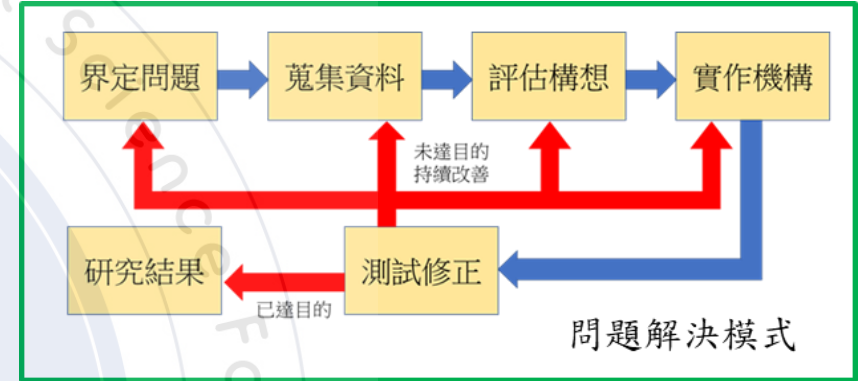 界定問題
蒐集資料
評估構想
實作機構
未達目的
持續改善
研究結果
測試修正
已達目的
問題解決模式
Science Fo